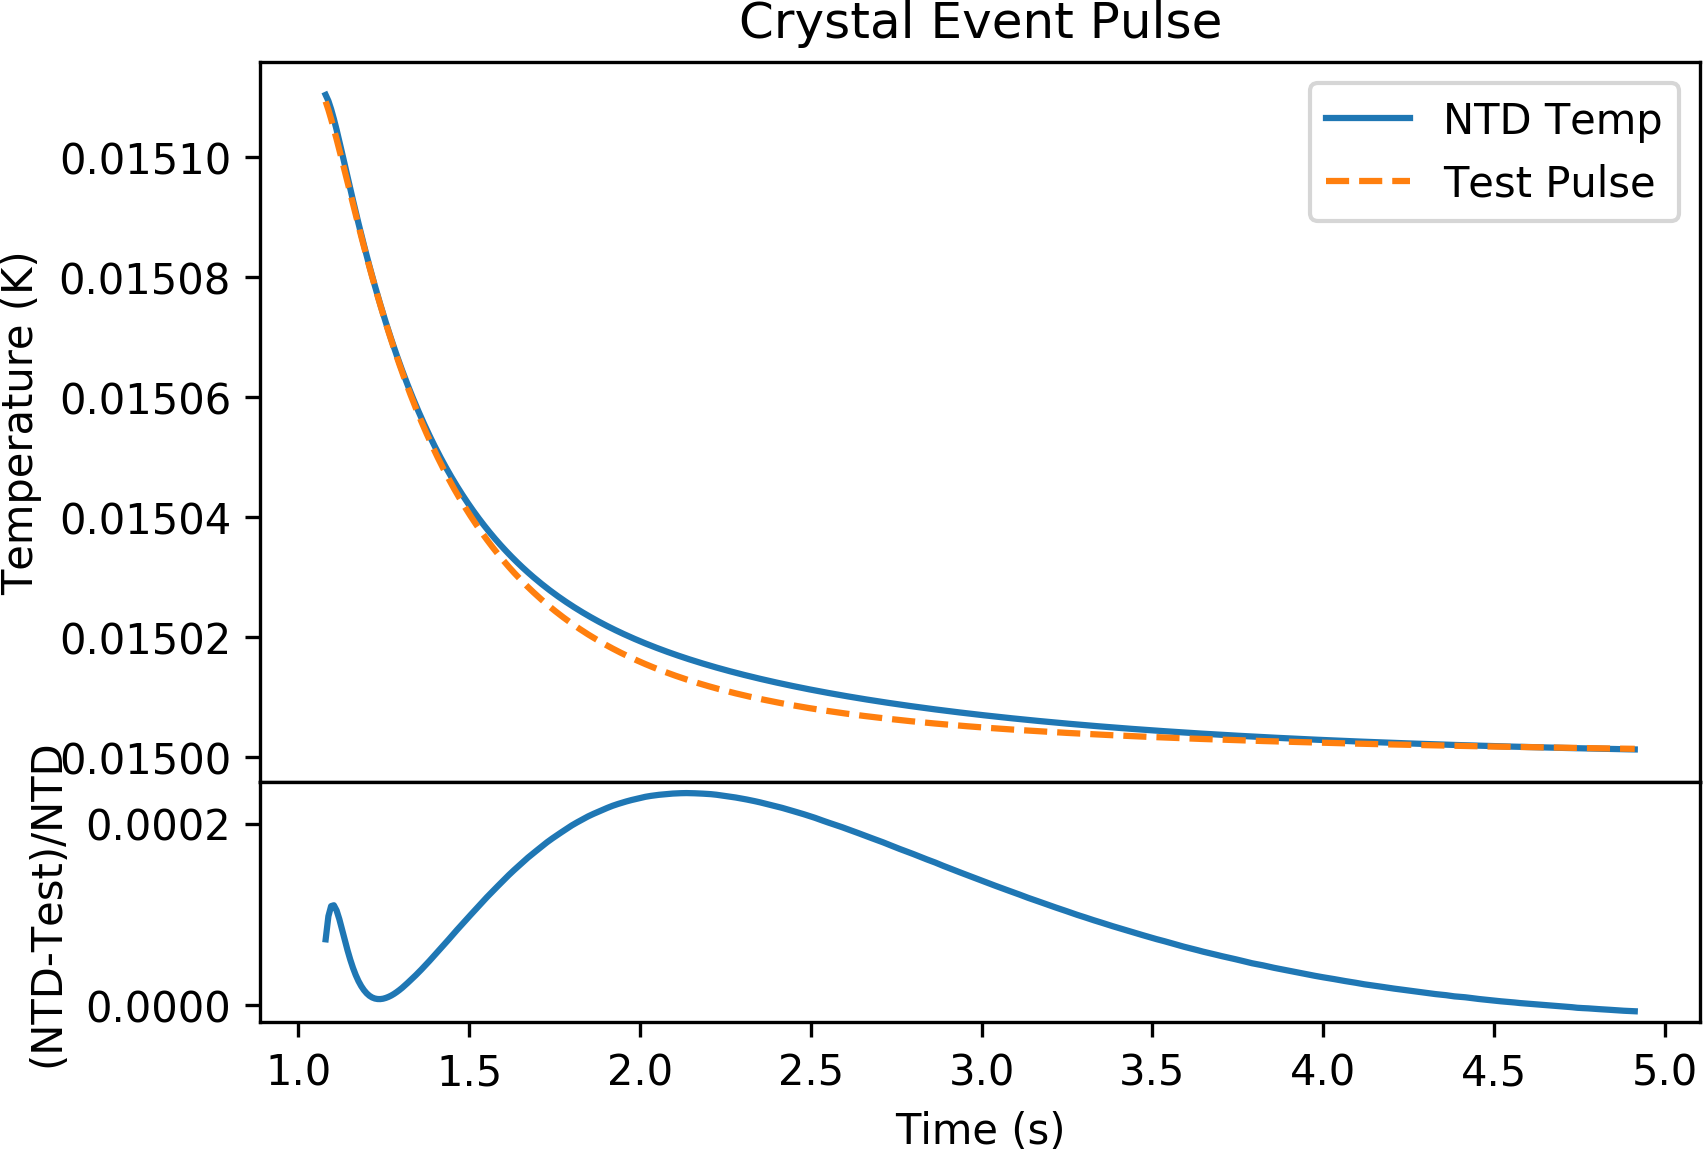 Crystal Event Pulse
NTD Temp
Test Pulse
Temperature (K)
0.01510
0.01508
0.01506
0.01504
0.01502
0.01500
(NTD-Test)/NTD
0.0002
0.0000
1.0 1.5 2.0 2.5 3.0 3.5 4.0 4.5 5.0
Time (s)